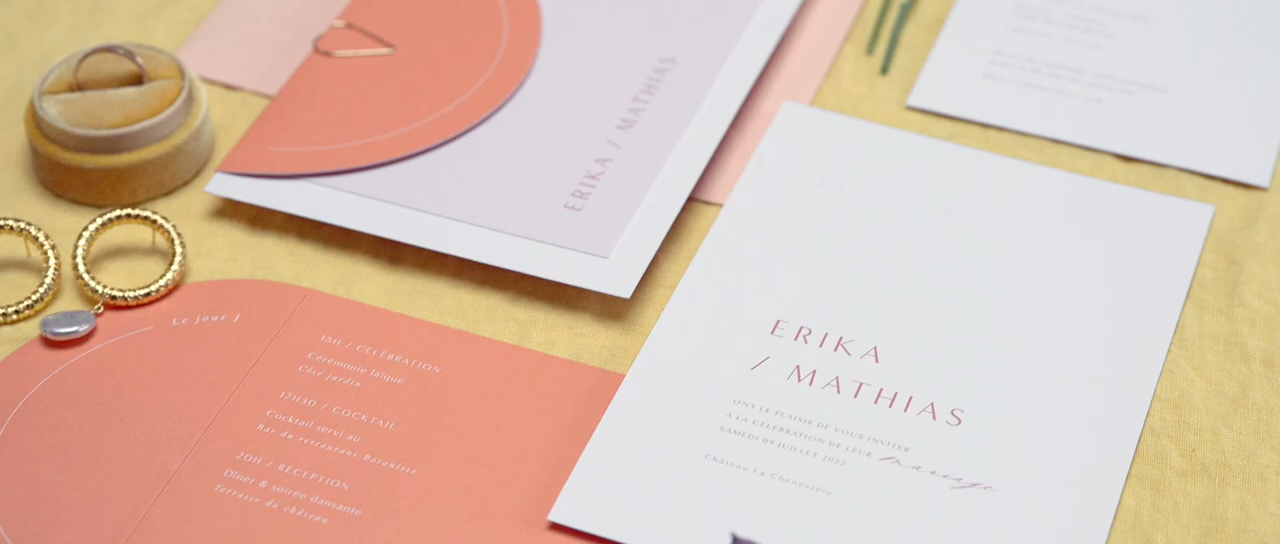 ERIKA / MATHIAS
Le jour J
15H / CÉLÉBRATION
Cérémonie laïque
Côté jardin
17H30 / COCKTAIL
Cocktail servi au
Bar du restaurant Botaniste
20H / RÉCEPTION
Dîner & soirée dansante
Terrasse du château
ERIKA
/ MATHIAS
ONT LE PLAISIR DE VOUS INVITER
À LA CÉLÉBRATION DE LEUR mariage
SAMEDI 09 JUILLET 2022
Château La Chenevière